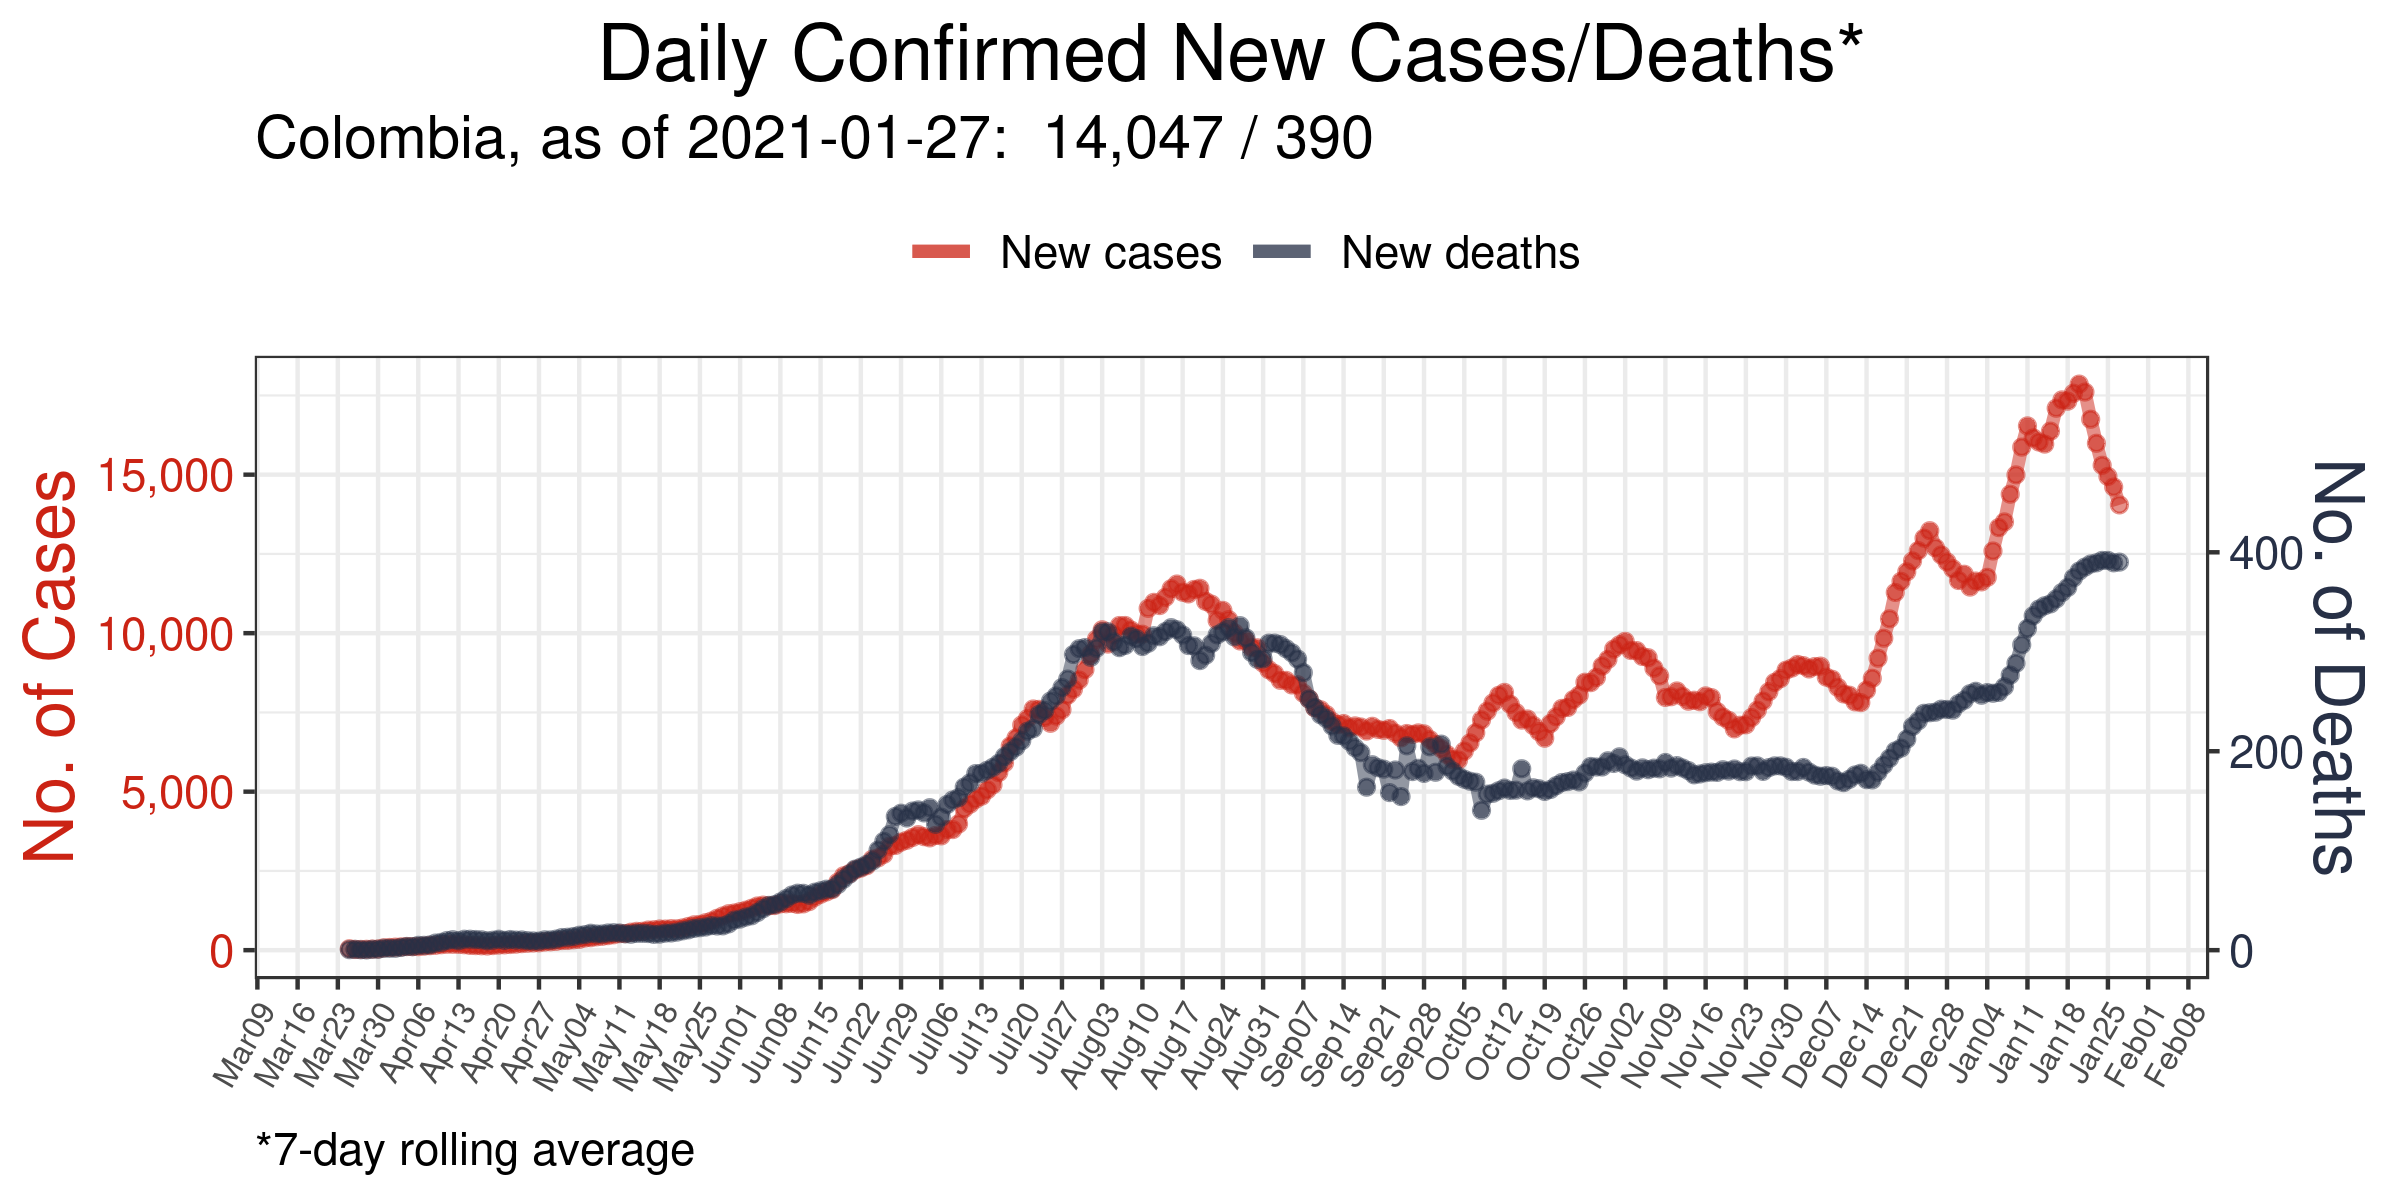 Daily Confirmed New Cases/Deaths*
Colombia, as of 2021-01-27:  14,047 / 390
New cases
New deaths
No. of Cases
15,000
10,000
5,000
0
400
200
0
No. of Deaths
Mar09
Mar16
Mar23
Mar30
Apr06
Apr13
Apr20
Apr27
May04
May11
May18
May25
Jun01
Jun08
Jun15
Jun22
Jun29
Jul06
Jul13
Jul20
Jul27
Aug03
Aug10
Aug17
Aug24
Aug31
Sep07
Sep14
Sep21
Sep28
Oct05
Oct12
Oct19
Oct26
Nov02
Nov09
Nov16
Nov23
Nov30
Dec07
Dec14
Dec21
Dec28
Jan04
Jan11
Jan18
Jan25
Feb01
Feb08
*7-day rolling average